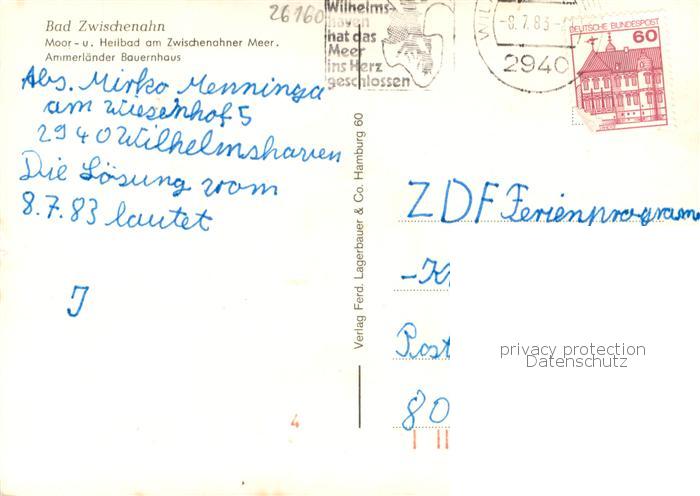 Bad Zwischenahn
Moor- u. Heilbad am Zwischenahner Meer.
Ammerländer Bauernhaus
26160
Wilhelms-
haven
hat das
Meer
ins Herz
geschlossen
-8.7.83-
2940
DEUTSCHE BUNDESPOST
60
Abs. Mirko Menninga
am Wiesenhof 5
2940 Wilhelmshaven
Die Lösung vom
8.7.83 lautet
J
Verlag Ferd. Lagerbauer & Co. Hamburg 60
ZDF Ferienprogramm
-K
Post
80
privacy protection
Datenschutz
4